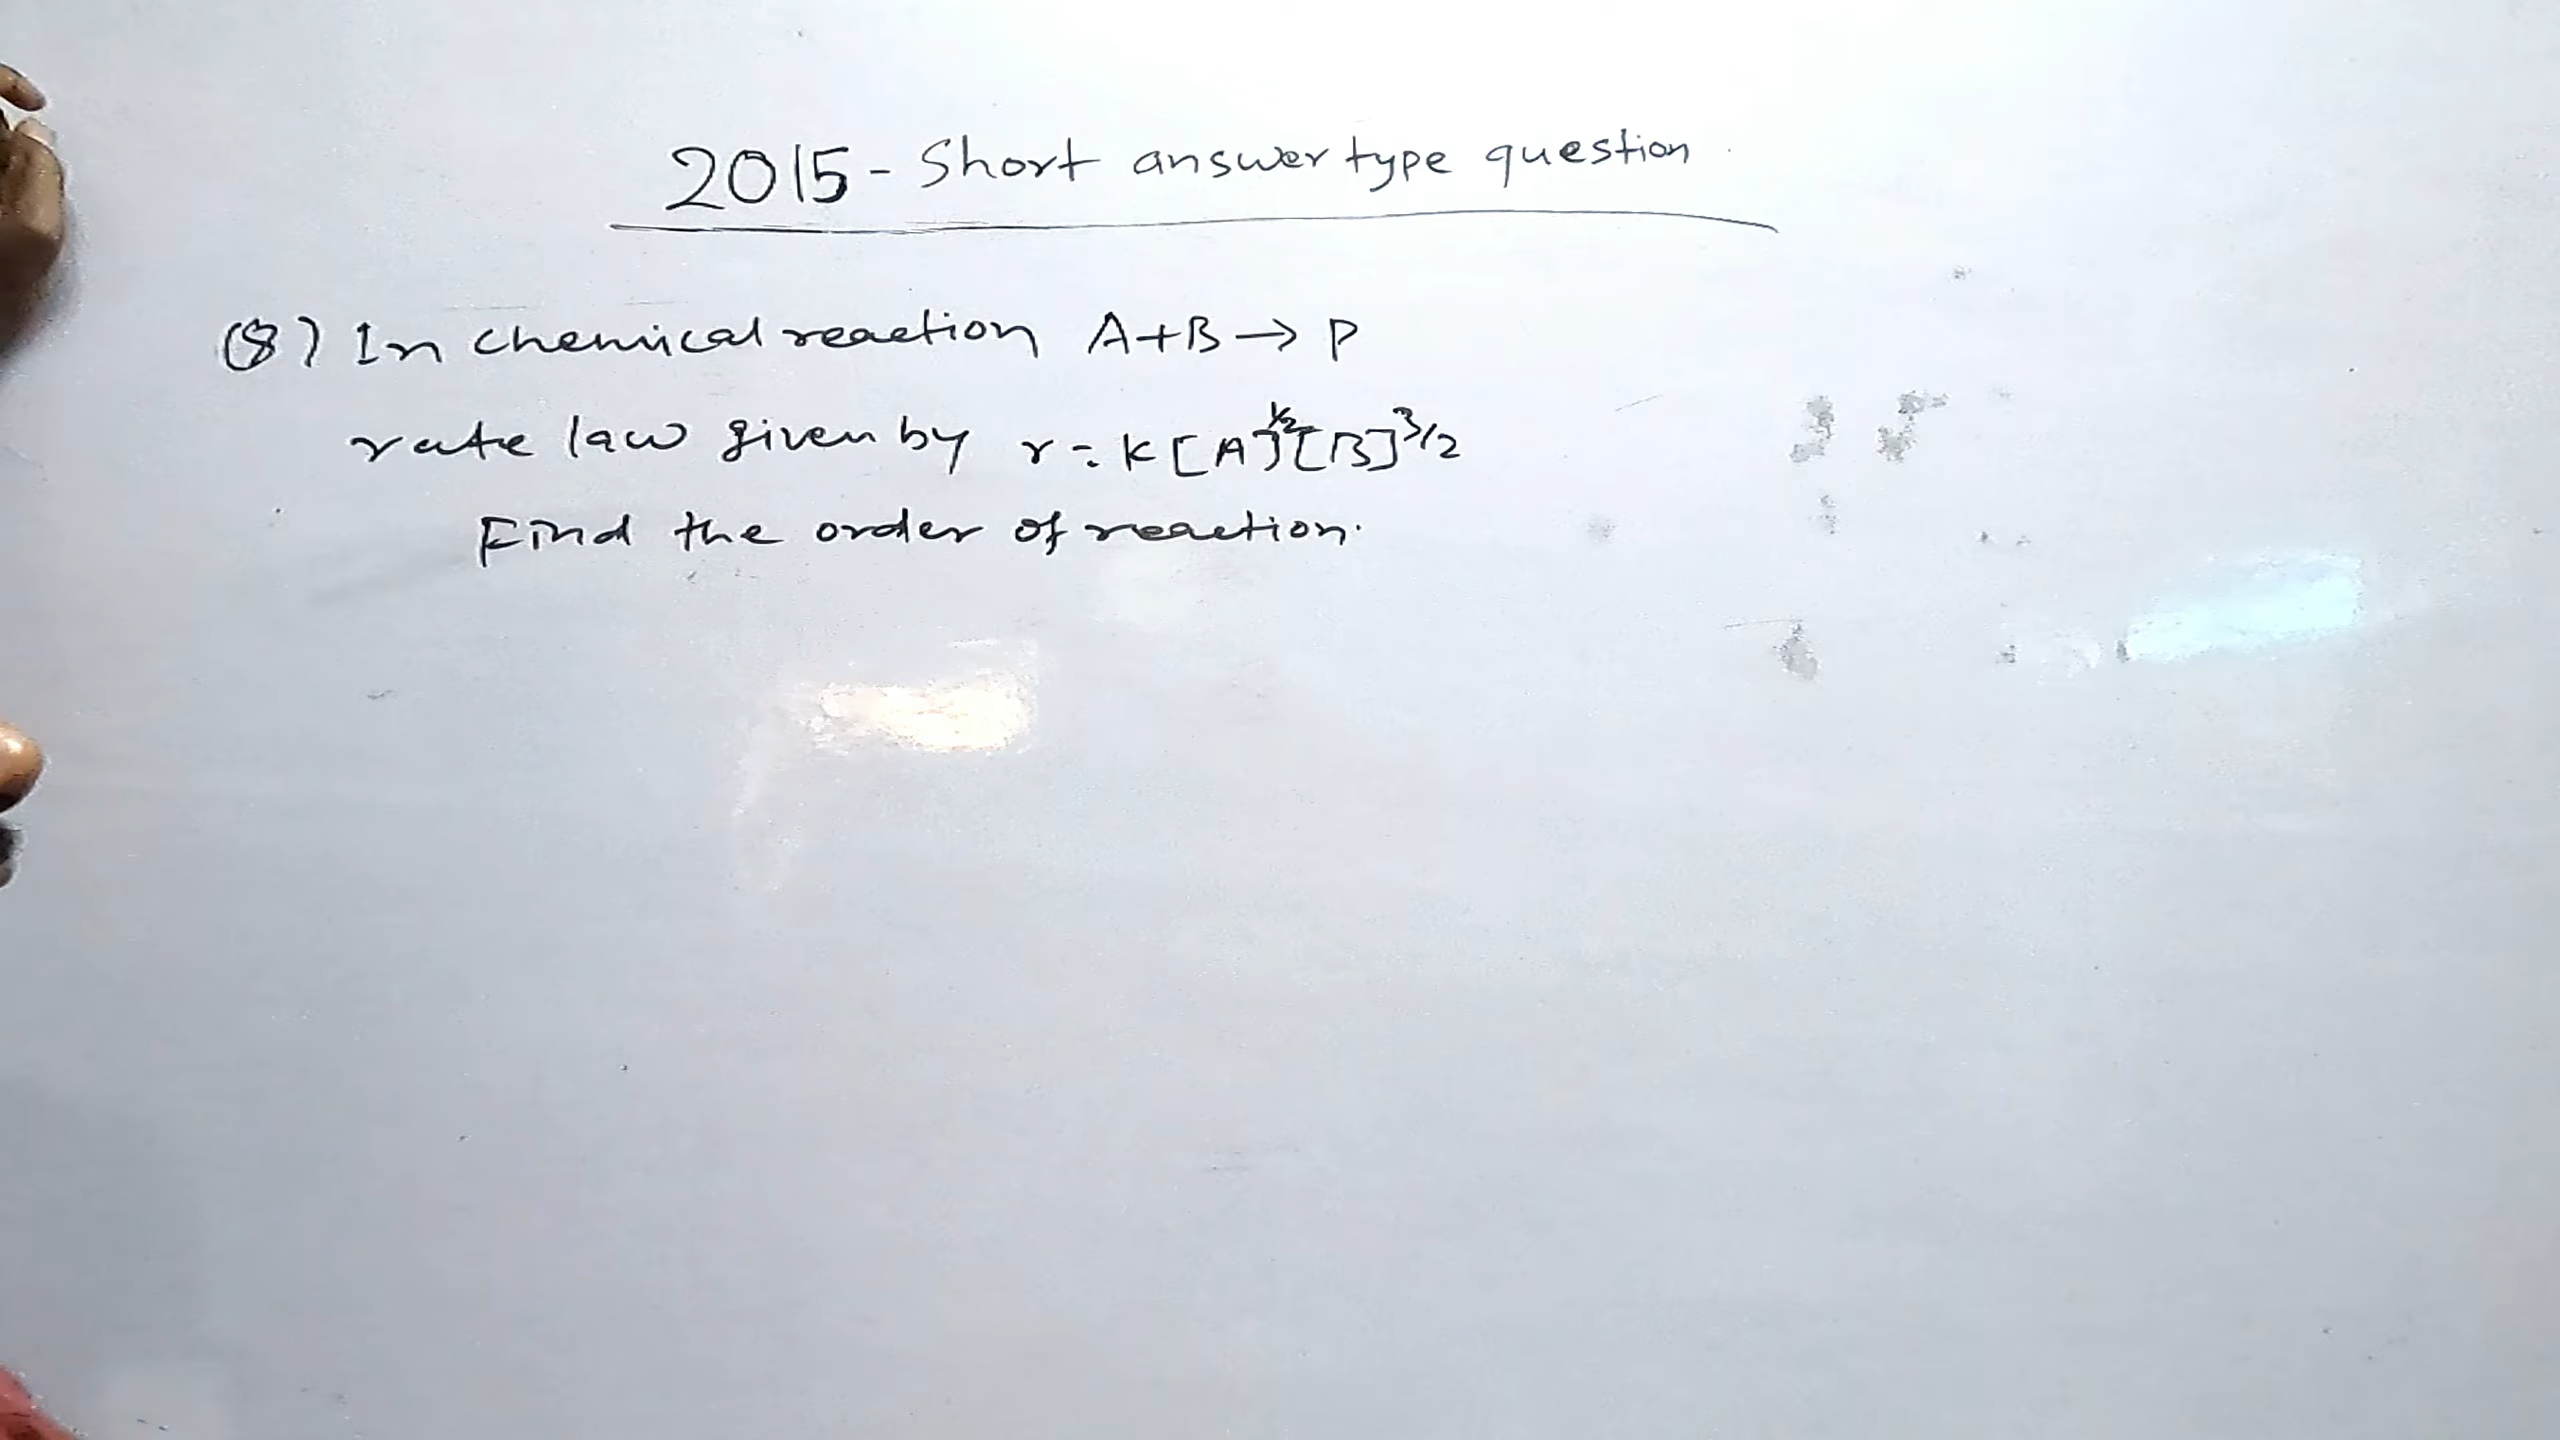 2015 - Short answer type question
(8) In chemical reaction A+B → P
rate law given by r = k [A]^1/2 [B]^3/2
Find the order of reaction.